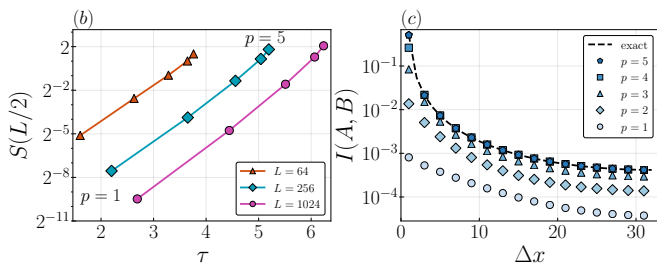 (b)
S(L/2)
2
2⁻²
2⁻⁵
2⁻⁸
2⁻¹¹
p = 5
p = 1
L = 64
L = 256
L = 1024
2
3
4
5
6
τ
(c)
I(A, B)
10⁻¹
10⁻²
10⁻³
10⁻⁴
exact
p = 5
p = 4
p = 3
p = 2
p = 1
0
10
20
30
Δx